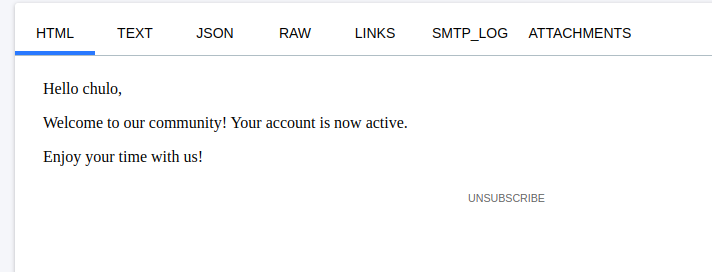 HTML TEXT JSON RAW LINKS SMTP_LOG ATTACHMENTS
Hello chulo,
Welcome to our community! Your account is now active.
Enjoy your time with us!
UNSUBSCRIBE